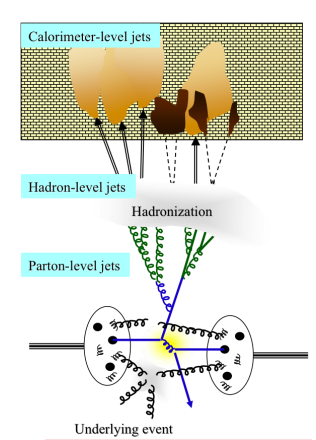 Calorimeter-level jets
Hadron-level jets
Hadronization
Parton-level jets
Underlying event